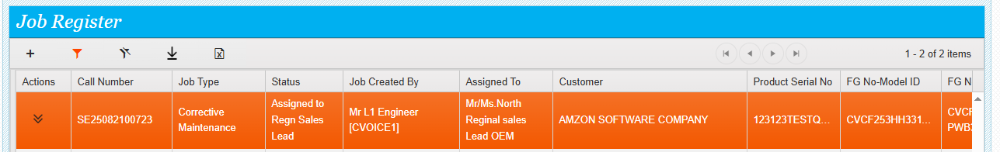 Job Register
1 - 2 of 2 items
Actions Call Number Job Type Status Job Created By Assigned To Customer Product Serial No FG No-Model ID FG N
SE25082100723
Corrective
Maintenance
Assigned to
Regn Sales
Lead
Mr L1 Engineer
[CVOICE1]
Mr/Ms.North
Reginal sales
Lead OEM
AMZON SOFTWARE COMPANY
123123TESTQ...
CVCF253HH331...
CVCF
PWB3